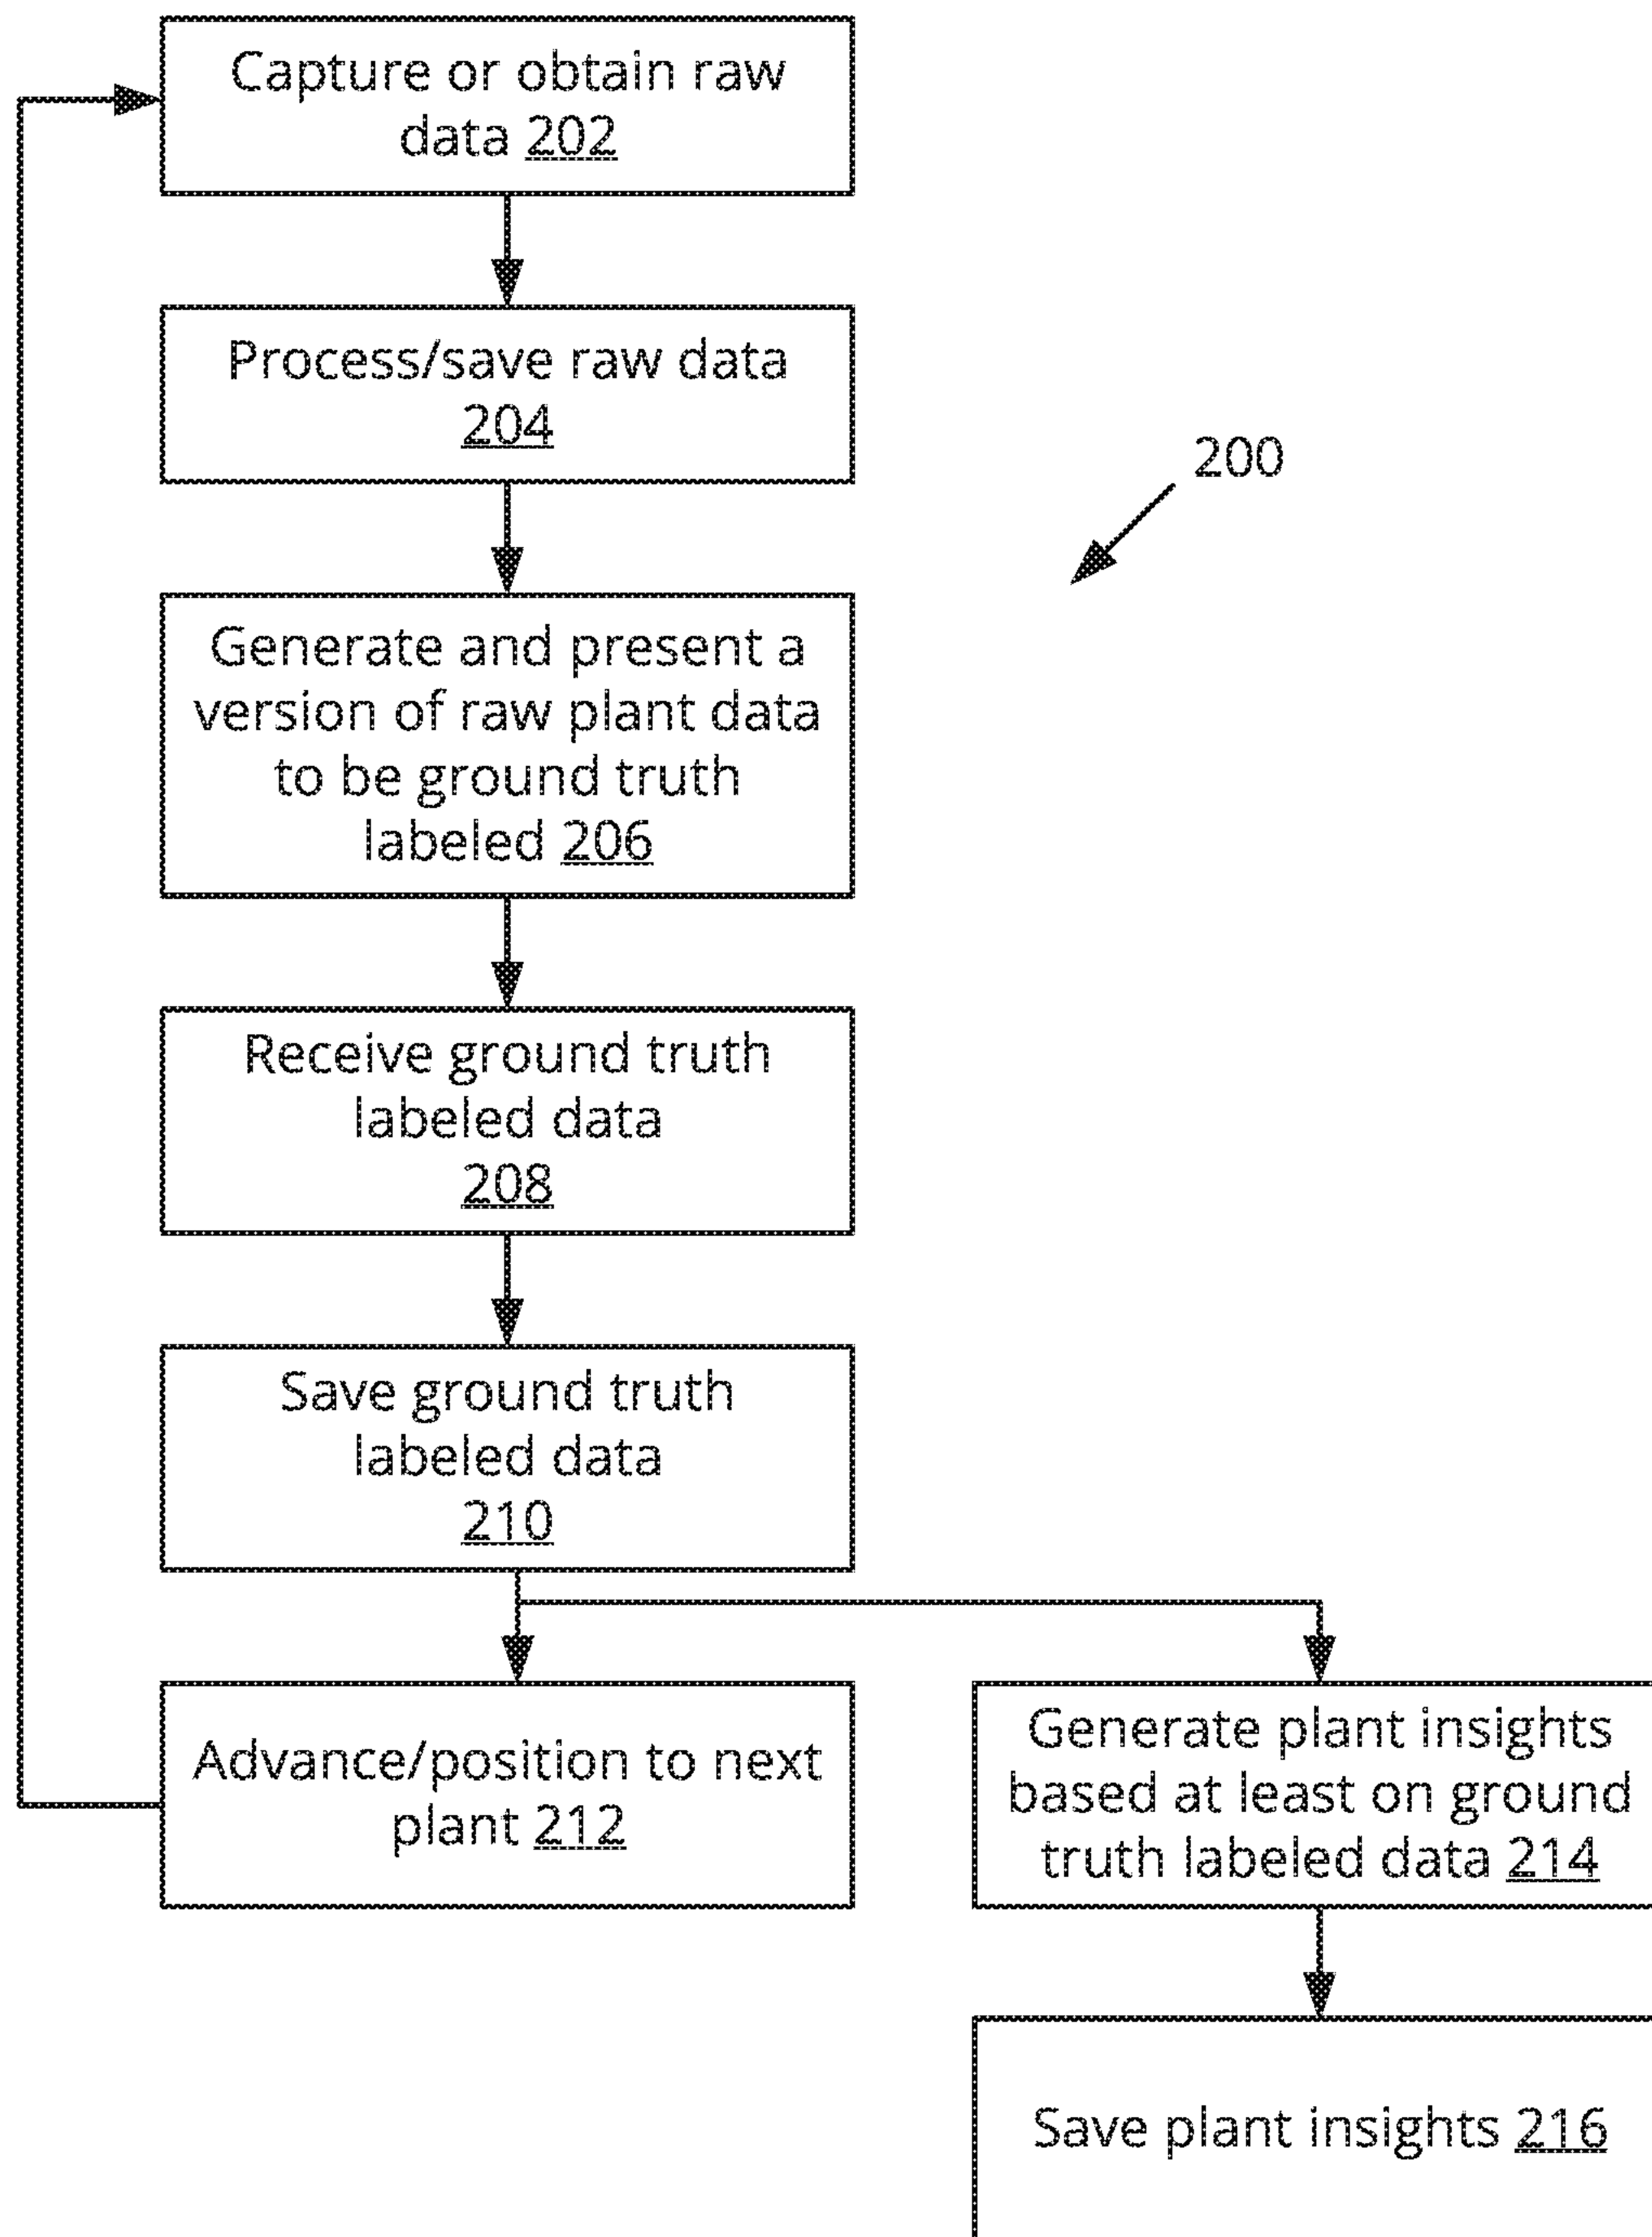 Capture or obtain raw
data 202
Process/save raw data
204
200
Generate and present a
version of raw plant data
to be ground truth
labeled 206
Receive ground truth
labeled data
208
Save ground truth
labeled data
210
Advance/position to next
plant 212
Generate plant insights
based at least on ground
truth labeled data 214
Save plant insights 216